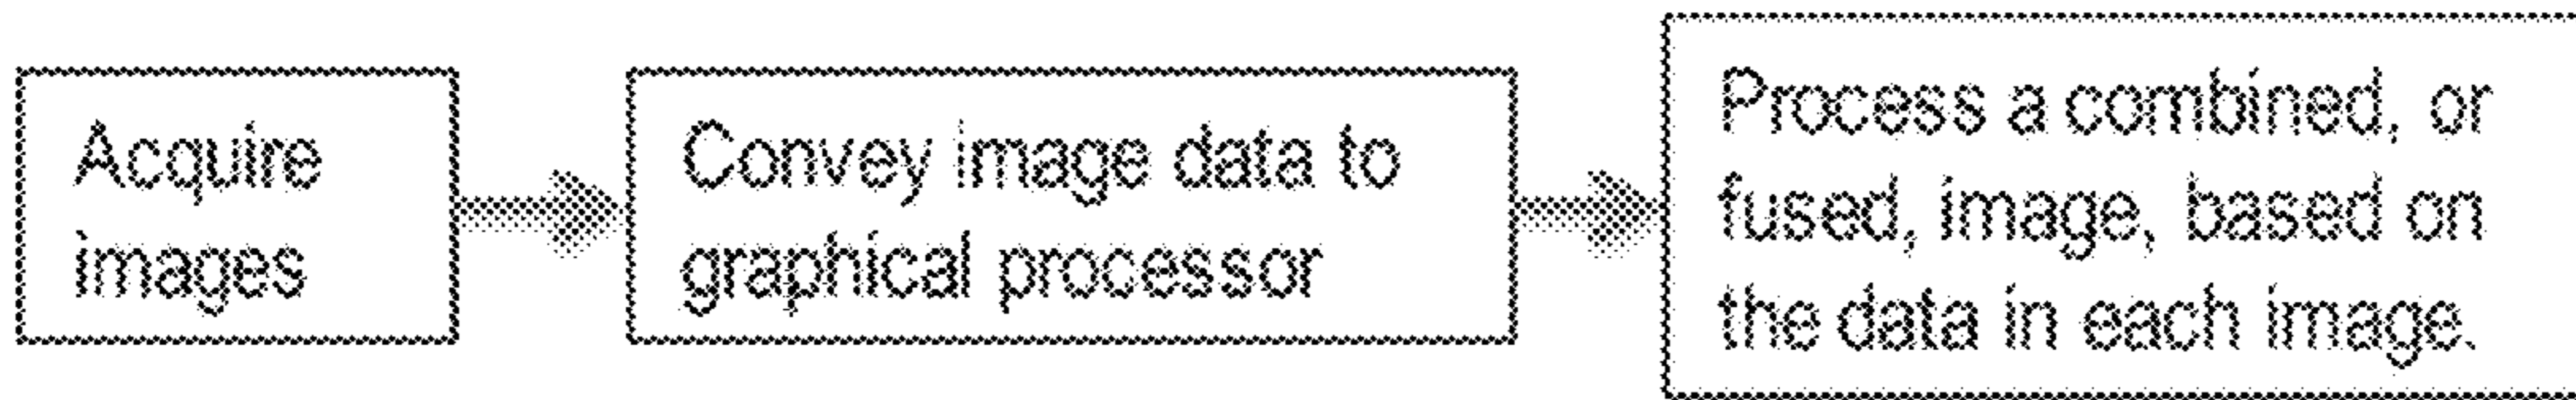 Acquire
images
Convey image data to
graphical processor
Process a combined, or
fused, image, based on
the data in each image.